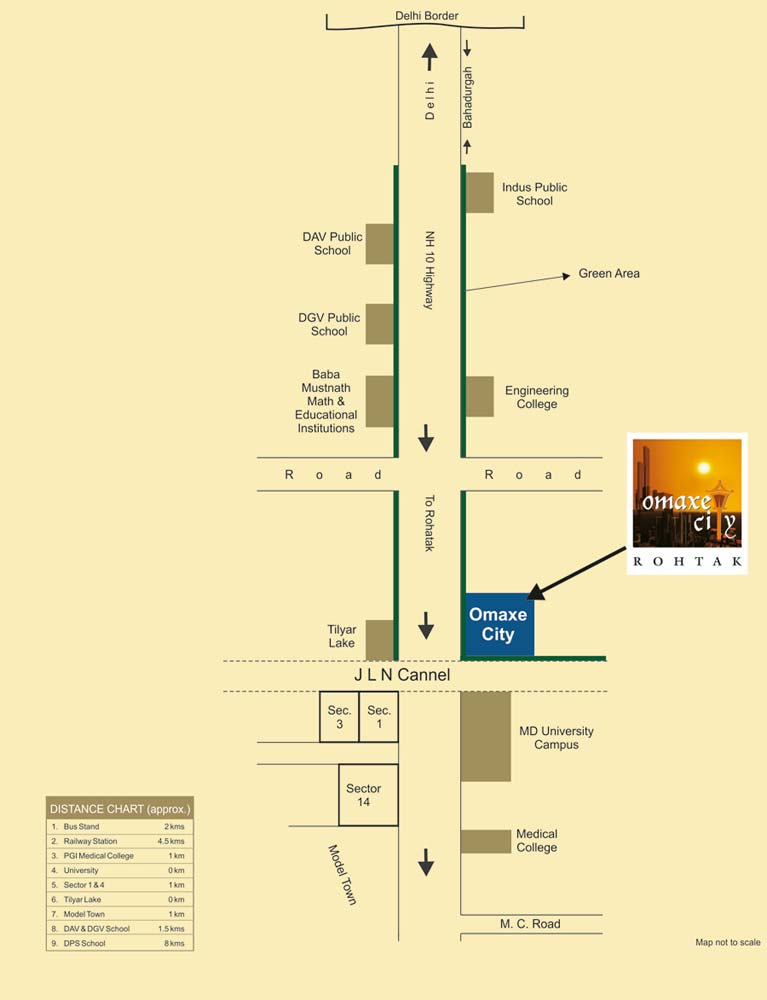 Delhi Border
Delhi
Bahadurgah
Indus Public
School
DAV Public
School
NH 10 Highway
Green Area
DGV Public
School
Baba
Mustnath
Math &
Educational
Institutions
Engineering
College
Road
Road
To Rohatak
omaxe
city
ROHTAK
Omaxe
City
Tilyar
Lake
J L N Cannel
Sec.
3
Sec.
1
MD University
Campus
Sector
14
Medical
College
Model Town
M. C. Road
DISTANCE CHART (approx.)
1. Bus Stand 2 kms
2. Railway Station 4.5 kms
3. PGI Medical College 1 km
4. University 0 km
5. Sector 1 & 4 1 km
6. Tilyar Lake 0 km
7. Model Town 1 km
8. DAV & DGV School 1.5 kms
9. DPS School 8 kms
Map not to scale